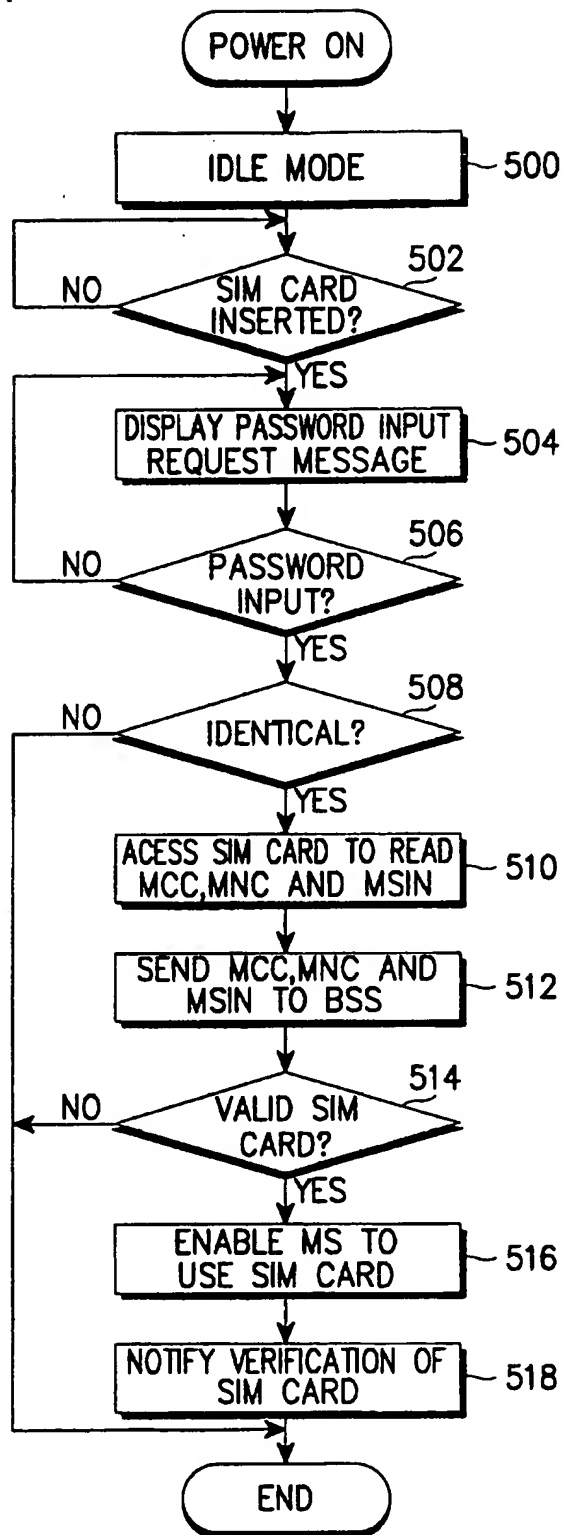 POWER ON
IDLE MODE
500
502
NO
SIM CARD
INSERTED?
YES
DISPLAY PASSWORD INPUT
REQUEST MESSAGE
504
506
NO
PASSWORD
INPUT?
YES
508
NO
IDENTICAL?
YES
ACESS SIM CARD TO READ
MCC,MNC AND MSIN
510
SEND MCC,MNC AND
MSIN TO BSS
512
514
NO
VALID SIM
CARD?
YES
ENABLE MS TO
USE SIM CARD
516
NOTIFY VERIFICATION OF
SIM CARD
518
END